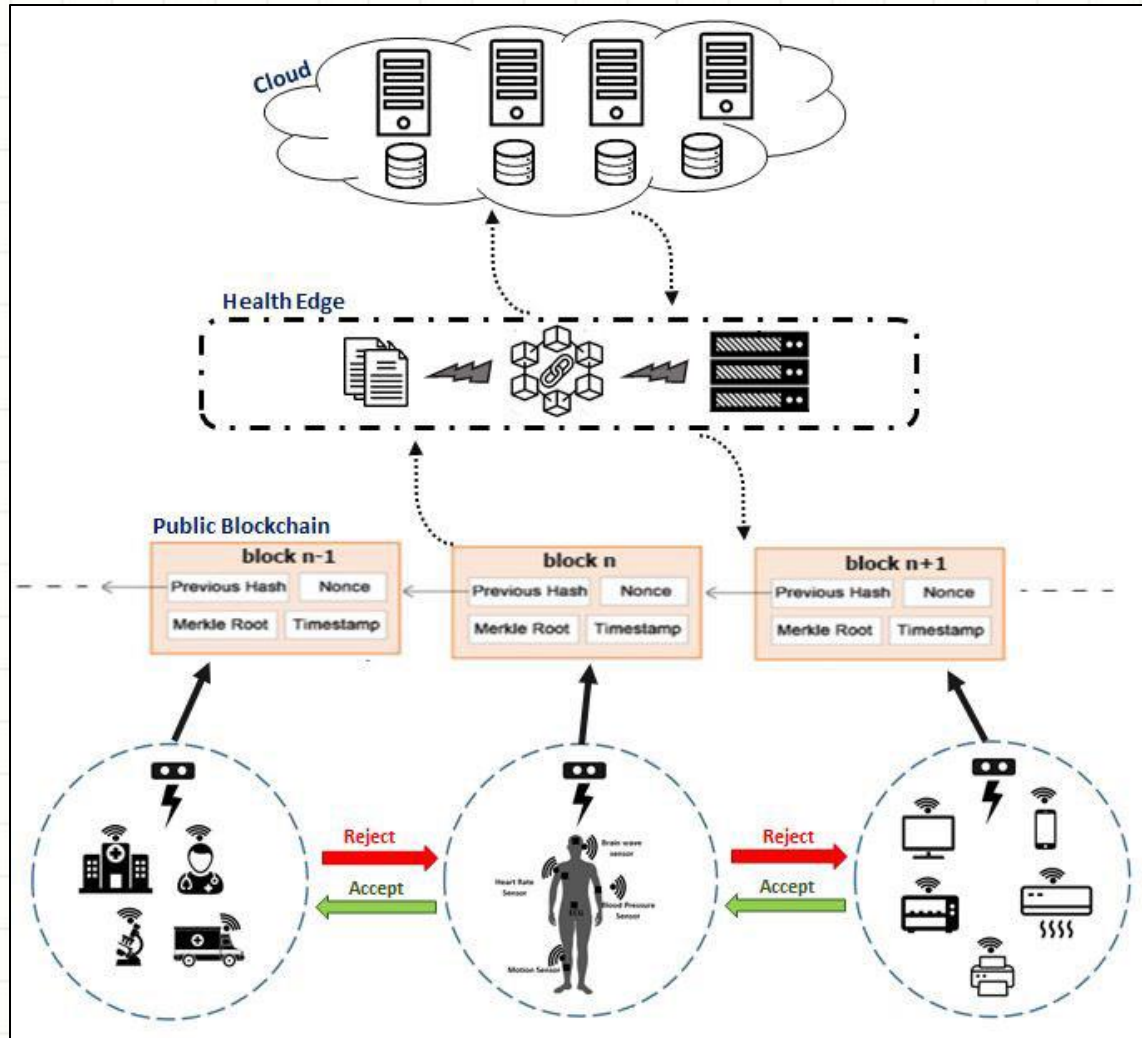 Cloud
Health Edge
Public Blockchain
block n-1
Previous Hash
Nonce
Merkle Root
Timestamp
block n
Previous Hash
Nonce
Merkle Root
Timestamp
block n+1
Previous Hash
Nonce
Merkle Root
Timestamp
Reject
Accept
Brain wave
sensor
Heart Rate
Sensor
Blood Pressure
Sensor
ECG
Motion Sensor
Reject
Accept